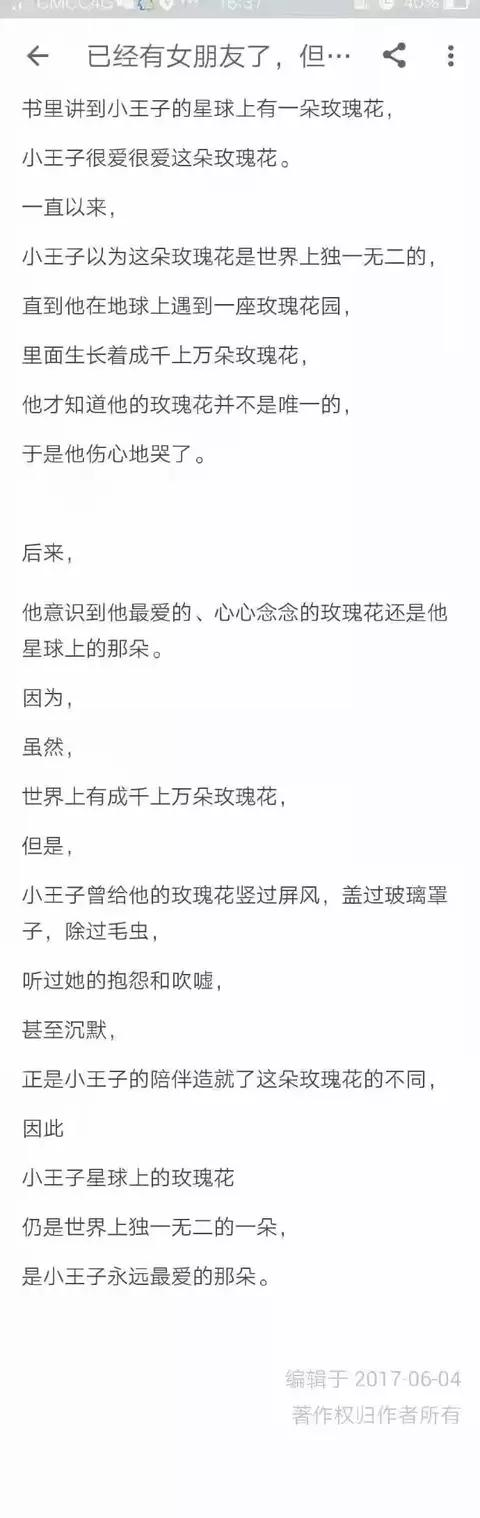 CMCC4G
16:37
46%
已经有女朋友了，但…
书里讲到小王子的星球上有一朵玫瑰花，
小王子很爱很爱这朵玫瑰花。
一直以来，
小王子以为这朵玫瑰花是世界上独一无二的，
直到他在地球上遇到一座玫瑰花园，
里面生长着成千上万朵玫瑰花，
他才知道他的玫瑰花并不是唯一的，
于是他伤心地哭了。
后来，
他意识到他最爱的、心心念念的玫瑰花还是他
星球上的那朵。
因为，
虽然，
世界上有成千上万朵玫瑰花，
但是，
小王子曾给他的玫瑰花竖过屏风，盖过玻璃罩
子，除过毛虫，
听过她的抱怨和吹嘘，
甚至沉默，
正是小王子的陪伴造就了这朵玫瑰花的不同，
因此
小王子星球上的玫瑰花
仍是世界上独一无二的一朵，
是小王子永远最爱的那朵。
编辑于 2017-06-04
著作权归作者所有